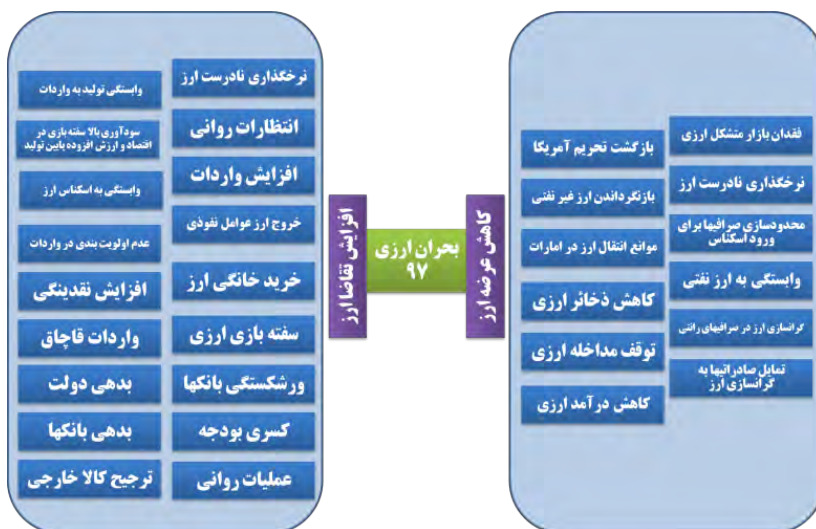 فقدان بازار متشکل ارزی
نرخگذاری نادرست ارز
محدودسازی صرافیها برای
ورود اسکناس
وابستگی به ارز نفتی
گرانسازی ارز در صرافیهای رانتی
تمایل صادراتیها به
گرانسازی ارز
بازگشت تحریم آمریکا
بازنگرداندن ارز غیر نفتی
موانع انتقال ارز در امارات
کاهش ذخائر ارزی
توقف مداخله ارزی
کاهش درآمد ارزی
کاهش عرضه ارز
بحران ارزی
۹۷
افزایش تقاضا ارز
نرخگذاری نادرست ارز
انتظارات روانی
افزایش واردات
خروج ارز عوامل نفوذی
خرید خانگی ارز
سفته بازی ارزی
ورشکستگی بانکها
کسری بودجه
عملیات روانی
وابستگی تولید به واردات
سودآوری بالا سفته بازی در
اقتصاد و ارزش افزوده پایین تولید
وابستگی به اسکناس ارز
عدم اولویت بندی در واردات
افزایش نقدینگی
واردات قاچاق
بدهی دولت
بدهی بانکها
ترجیح کالا خارجی